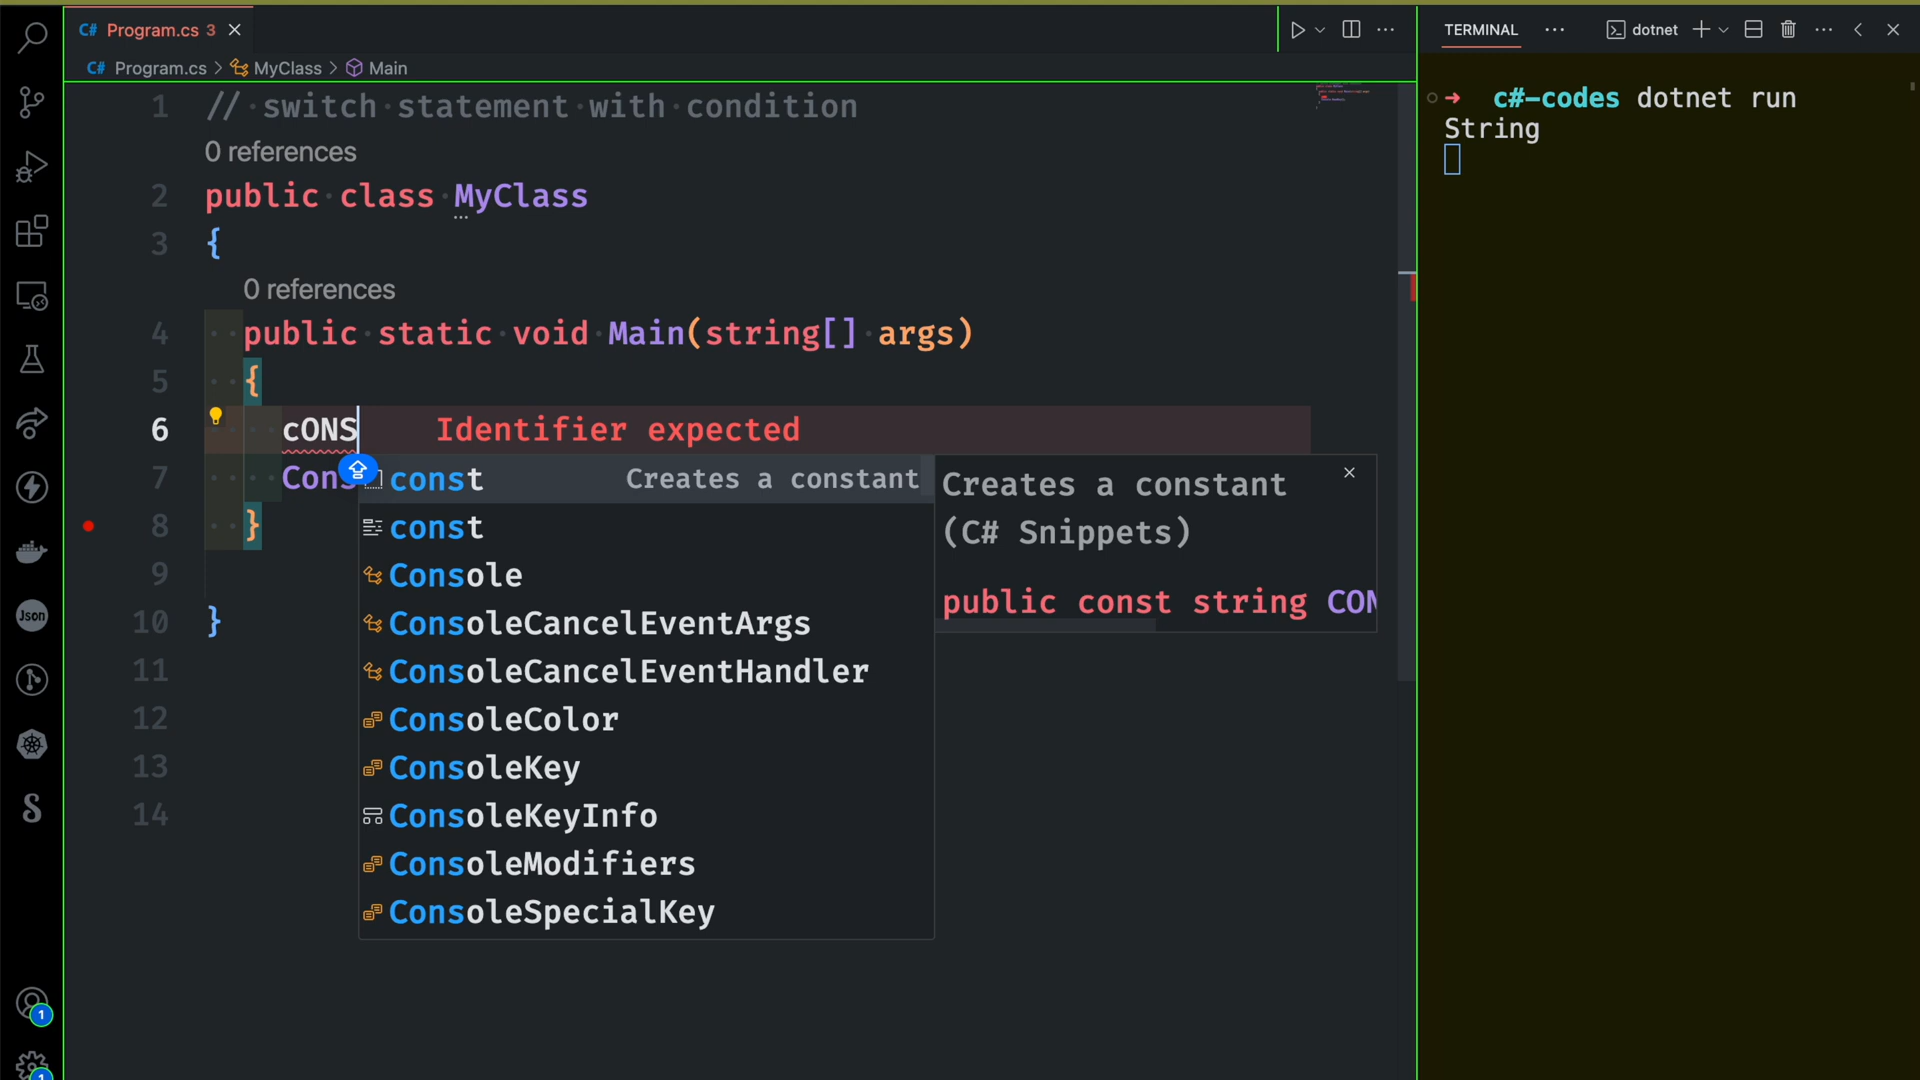 C# Program.cs 3
TERMINAL
dotnet
C# Program.cs > MyClass > Main
1 // switch statement with condition
0 references
2 public class MyClass
3 {
0 references
4 public static void Main(string[] args)
5 {
6 cONS Identifier expected
7 Cons
8 }
9
10 }
11
12
13
14
const Creates a constant
const
Console
ConsoleCancelEventArgs
ConsoleCancelEventHandler
ConsoleColor
ConsoleKey
ConsoleKeyInfo
ConsoleModifiers
ConsoleSpecialKey
Creates a constant
(C# Snippets)
public const string CON
c#-codes dotnet run
String
Json
1
1